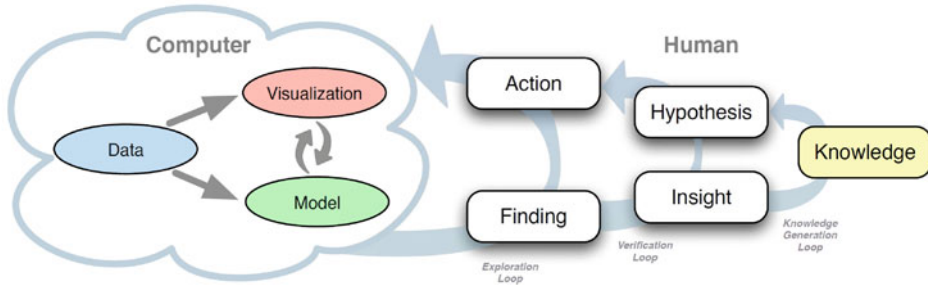 Computer
Human
Visualization
Data
Model
Action
Hypothesis
Knowledge
Finding
Insight
Exploration
Loop
Verification
Loop
Knowledge
Generation
Loop